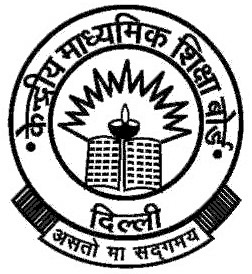 • केन्द्रीय माध्यमिक शिक्षा बोर्ड •
दिल्ली
असतो मा सद्गमय